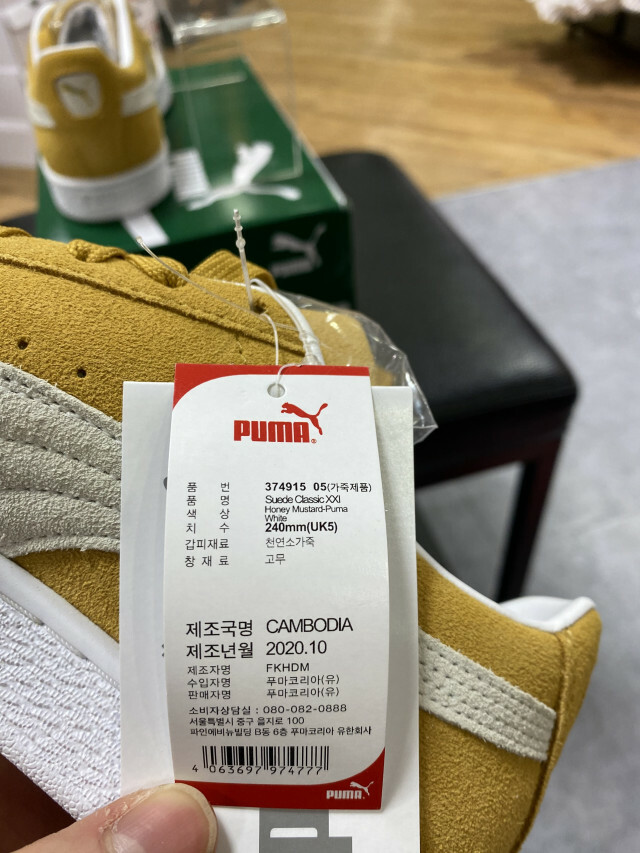 PUMA
PUMA®
품 번 374915 05(가죽제품)
품 명 Suede Classic XXI
색 상 Honey Mustard-Puma White
치 수 240mm(UK5)
갑피재료 천연소가죽
창 재료 고무
제조국명 CAMBODIA
제조년월 2020.10
제조자명 FKHDM
수입자명 푸마코리아(유)
판매자명 푸마코리아(유)
소비자상담실 : 080-082-0888
서울특별시 중구 을지로 100
파인에비뉴빌딩 B동 6층 푸마코리아 유한회사
4 063697 974777
PUMA